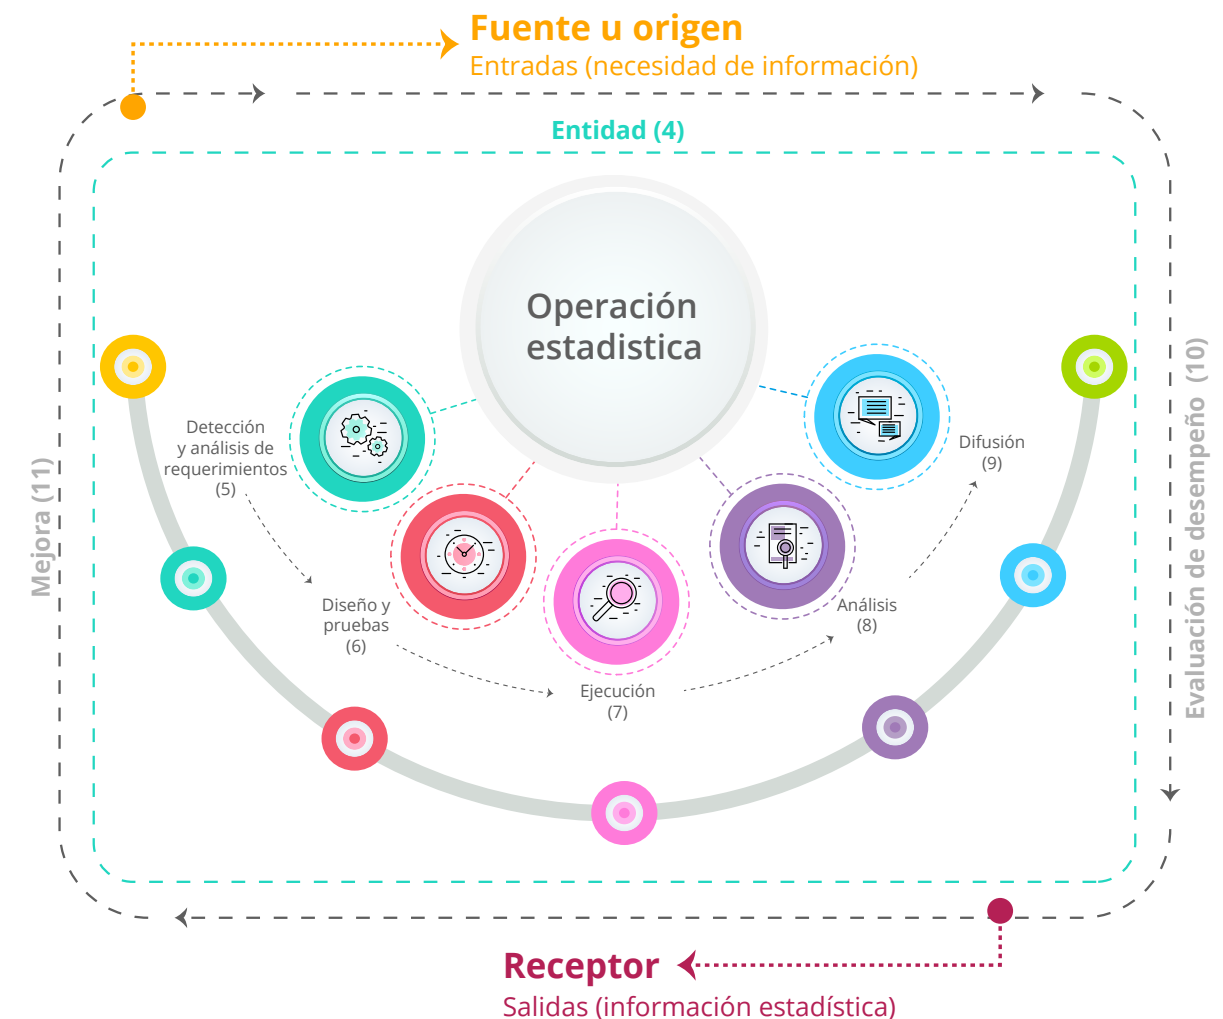 Fuente u origen
Entradas (necesidad de información)
Entidad (4)
Operación
estadistica
Detección
y análisis de
requerimientos
(5)
Diseño y
pruebas
(6)
Ejecución
(7)
Análisis
(8)
Difusión
(9)
Mejora (11)
Evaluación de desempeño (10)
Receptor
Salidas (información estadística)